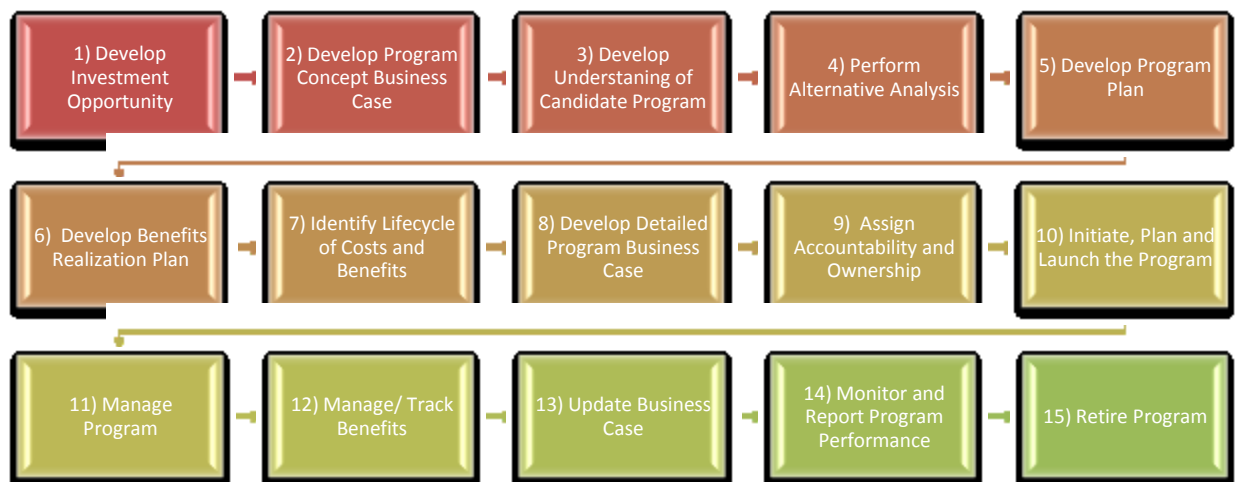 1) Develop
Investment
Opportunity
2) Develop Program
Concept Business
Case
3) Develop
Understaning of
Candidate Program
4) Perform
Alternative Analysis
5) Develop Program
Plan
6) Develop Benefits
Realization Plan
7) Identify Lifecycle
of Costs and
Benefits
8) Develop Detailed
Program Business
Case
9) Assign
Accountability and
Ownership
10) Initiate, Plan and
Launch the Program
11) Manage
Program
12) Manage/ Track
Benefits
13) Update Business
Case
14) Monitor and
Report Program
Performance
15) Retire Program